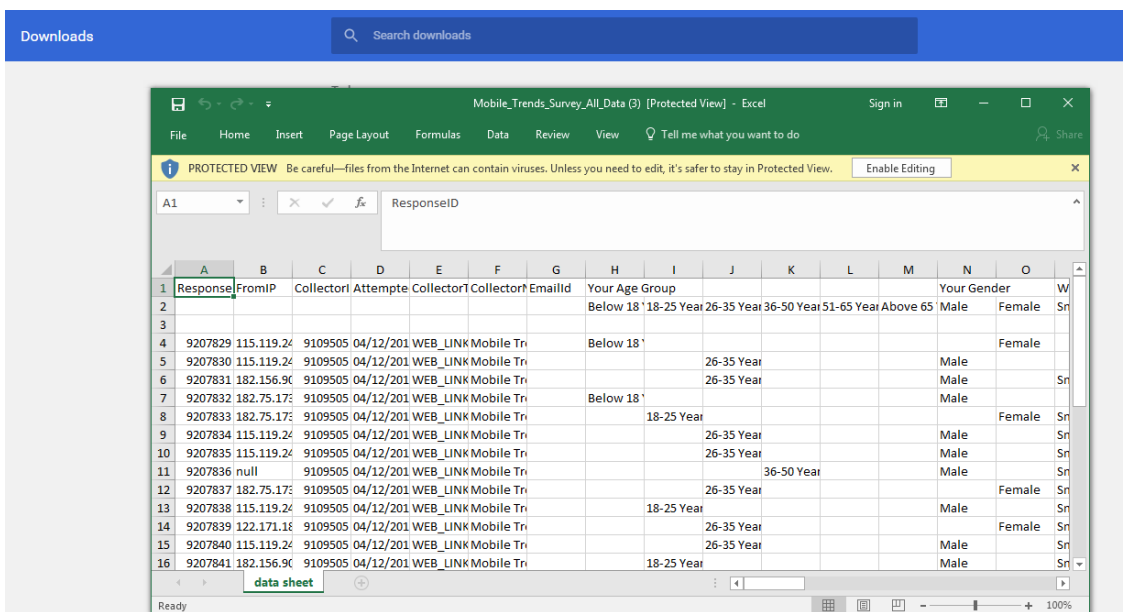 Downloads
Search downloads
Mobile_Trends_Survey_All_Data (3) [Protected View] - Excel
Sign in
File Home Insert Page Layout Formulas Data Review View Tell me what you want to do Share
PROTECTED VIEW Be careful—files from the Internet can contain viruses. Unless you need to edit, it's safer to stay in Protected View. Enable Editing
A1 fx ResponseID
A B C D E F G H I J K L M N O
1 Response FromIP CollectorI Attempte CollectorT CollectorN EmailId Your Age Group Your Gender W
2 Below 18 Y 18-25 Year 26-35 Year 36-50 Year 51-65 Year Above 65 Y Male Female Sn
3
4 9207829 115.119.24 9109505 04/12/201 WEB_LINK Mobile Tre Below 18 Y Female
5 9207830 115.119.24 9109505 04/12/201 WEB_LINK Mobile Tre 26-35 Year Male
6 9207831 182.156.90 9109505 04/12/201 WEB_LINK Mobile Tre 26-35 Year Male Sn
7 9207832 182.75.173 9109505 04/12/201 WEB_LINK Mobile Tre Below 18 Y Male
8 9207833 182.75.173 9109505 04/12/201 WEB_LINK Mobile Tre 18-25 Year Female Sn
9 9207834 115.119.24 9109505 04/12/201 WEB_LINK Mobile Tre 26-35 Year Male Sn
10 9207835 115.119.24 9109505 04/12/201 WEB_LINK Mobile Tre 26-35 Year Male Sn
11 9207836 null 9109505 04/12/201 WEB_LINK Mobile Tre 36-50 Year Male Sn
12 9207837 182.75.173 9109505 04/12/201 WEB_LINK Mobile Tre 26-35 Year Female Sn
13 9207838 115.119.24 9109505 04/12/201 WEB_LINK Mobile Tre 18-25 Year Male Sn
14 9207839 122.171.18 9109505 04/12/201 WEB_LINK Mobile Tre 26-35 Year Female Sn
15 9207840 115.119.24 9109505 04/12/201 WEB_LINK Mobile Tre 26-35 Year Male Sn
16 9207841 182.156.90 9109505 04/12/201 WEB_LINK Mobile Tre 18-25 Year Male Sn
data sheet
Ready 100%